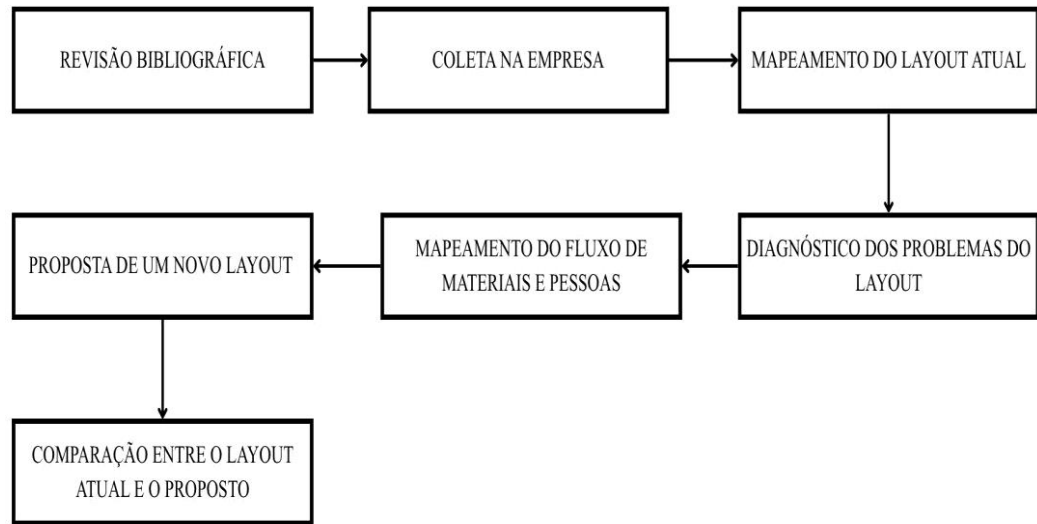 REVISÃO BIBLIOGRÁFICA
COLETA NA EMPRESA
MAPEAMENTO DO LAYOUT ATUAL
DIAGNÓSTICO DOS PROBLEMAS DO
LAYOUT
MAPEAMENTO DO FLUXO DE
MATERIAIS E PESSOAS
PROPOSTA DE UM NOVO LAYOUT
COMPARAÇÃO ENTRE O LAYOUT
ATUAL E O PROPOSTO